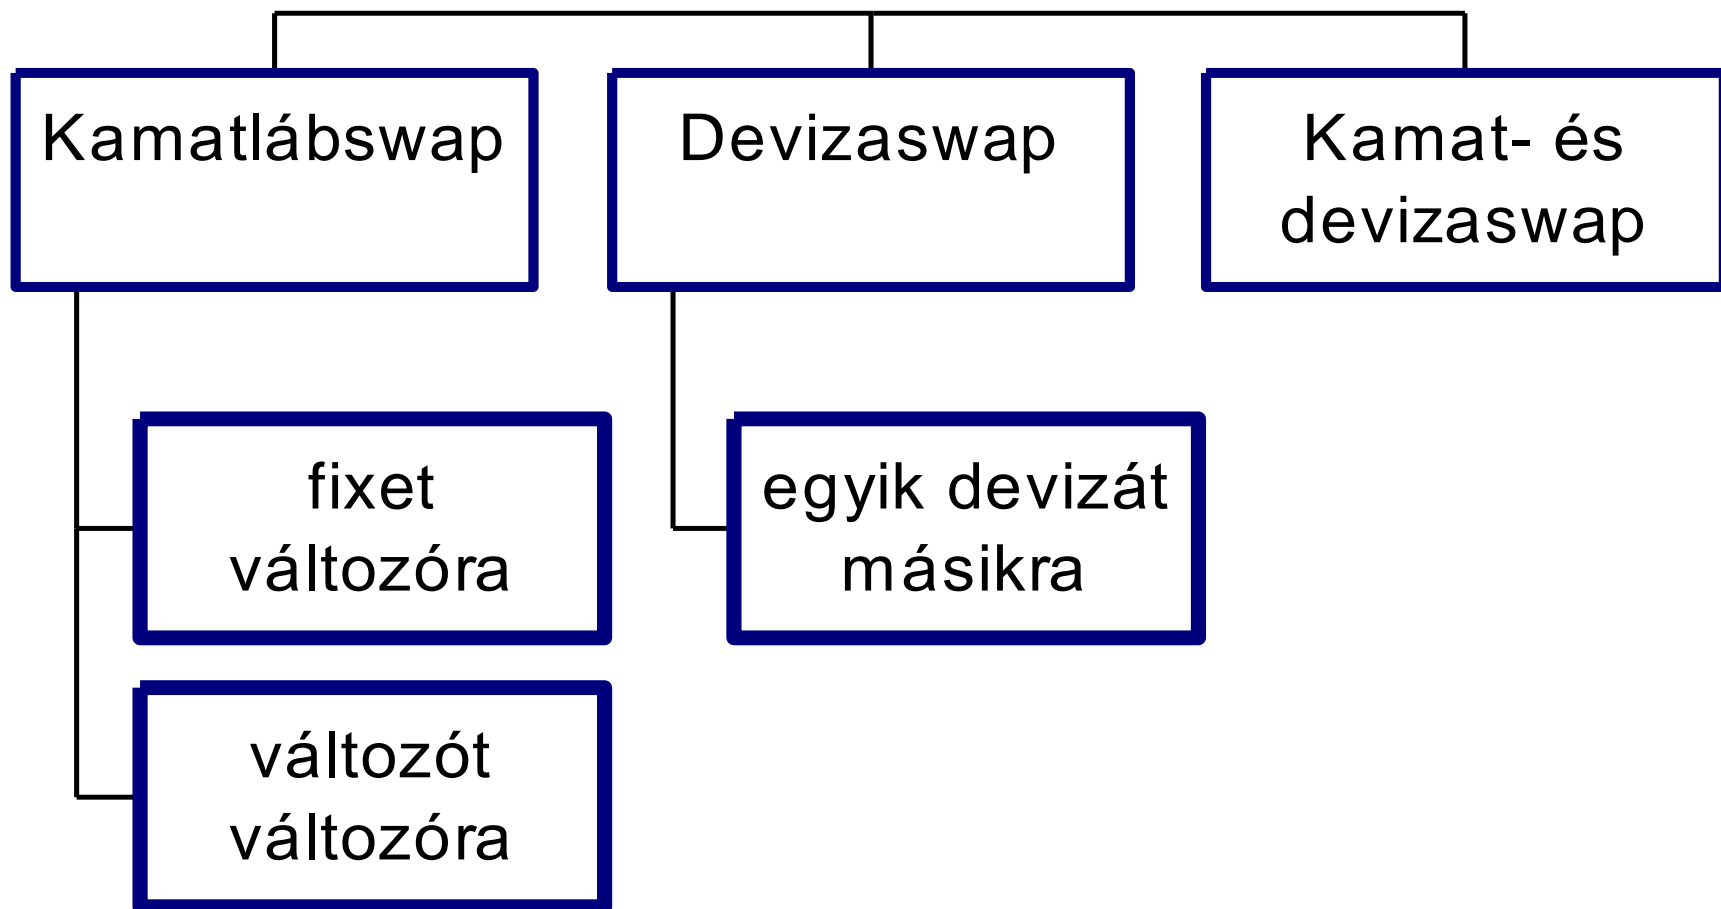 Kamatlábswap
Devizaswap
Kamat- és
devizaswap
fixet
változóra
egyik devizát
másikra
változót
változóra